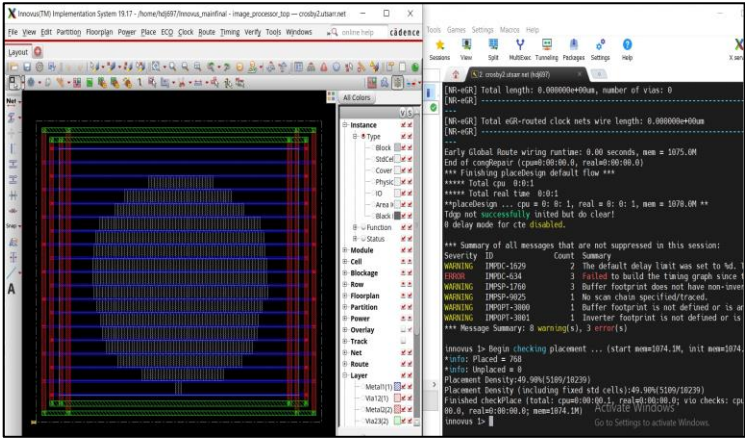 Innovus(TM) Implementation System 19.17 - /home/hdj697/Innovus_mainfinal - image_processor_top — crosby2.utsarr.net
File View Edit Partition Floorplan Power Place ECO Clock Route Timing Verify Tools Windows online help cādence
Layout
All Colors
Net
Snap
A
V S
Instance
Type
Block
StdCel
Cover
Physic
IO
Area I
Black
Function
Status
Module
Cell
Blockage
Row
Floorplan
Partition
Power
Overlay
Track
Net
Route
Layer
Metal1(1)
Via12(1)
Metal2(2)
Via23(2)
Tools Games Settings Macros Help
Sessions View Split MultiExec Tunneling Packages Settings Help X ser
2. crosby2.utsarr.net (hdj697)
[NR-eGR] Total length: 0.000000e+00um, number of vias: 0
[NR-eGR] --------
---
[NR-eGR] Total eGR-routed clock nets wire length: 0.000000e+00um
[NR-eGR] --------
---
Early Global Route wiring runtime: 0.00 seconds, mem = 1075.0M
End of congRepair (cpu=0:00:00.0, real=0:00:00.0)
*** Finishing placeDesign default flow ***
***** Total cpu 0:0:1
***** Total real time 0:0:1
**placeDesign ... cpu = 0: 0: 1, real = 0: 0: 1, mem = 1070.0M **
Tdgp not successfully inited but do clear!
0 delay mode for cte disabled.
*** Summary of all messages that are not suppressed in this session:
Severity ID Count Summary
WARNING IMPDC-1629 2 The default delay limit was set to %d. T
ERROR IMPDC-634 3 Failed to build the timing graph since t
WARNING IMPSP-1760 3 Buffer footprint does not have non-inver
WARNING IMPSP-9025 1 No scan chain specified/traced.
WARNING IMPOPT-3000 1 Buffer footprint is not defined or is an
WARNING IMPOPT-3001 1 Inverter footprint is not defined or is
*** Message Summary: 8 warning(s), 3 error(s)
innovus 1> Begin checking placement ... (start mem=1074.1M, init mem=1074.
*info: Placed = 768
*info: Unplaced = 0
Placement Density:49.90%(5109/10239)
Placement Density (including fixed std cells):49.90%(5109/10239)
Finished checkPlace (total: cpu=0:00:00.1, real=0:00:00.0; vio checks: cpu
00.0, real=0:00:00.0; mem=1074.1M)
innovus 1>
Activate Windows
Go to Settings to activate Windows.